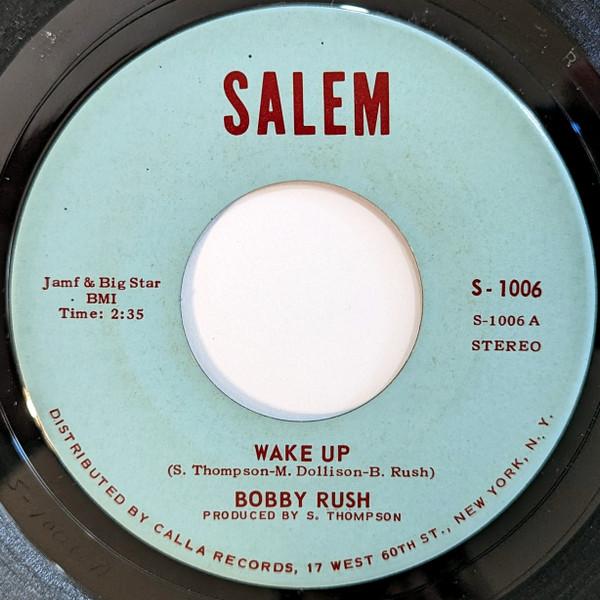 SALEM
Jamf & Big Star
BMI
Time: 2:35
S - 1006
S-1006 A
STEREO
WAKE UP
(S. Thompson-M. Dollison-B. Rush)
BOBBY RUSH
PRODUCED BY S. THOMPSON
DISTRIBUTED BY CALLA RECORDS, 17 WEST 60TH ST., NEW YORK, N. Y.
R